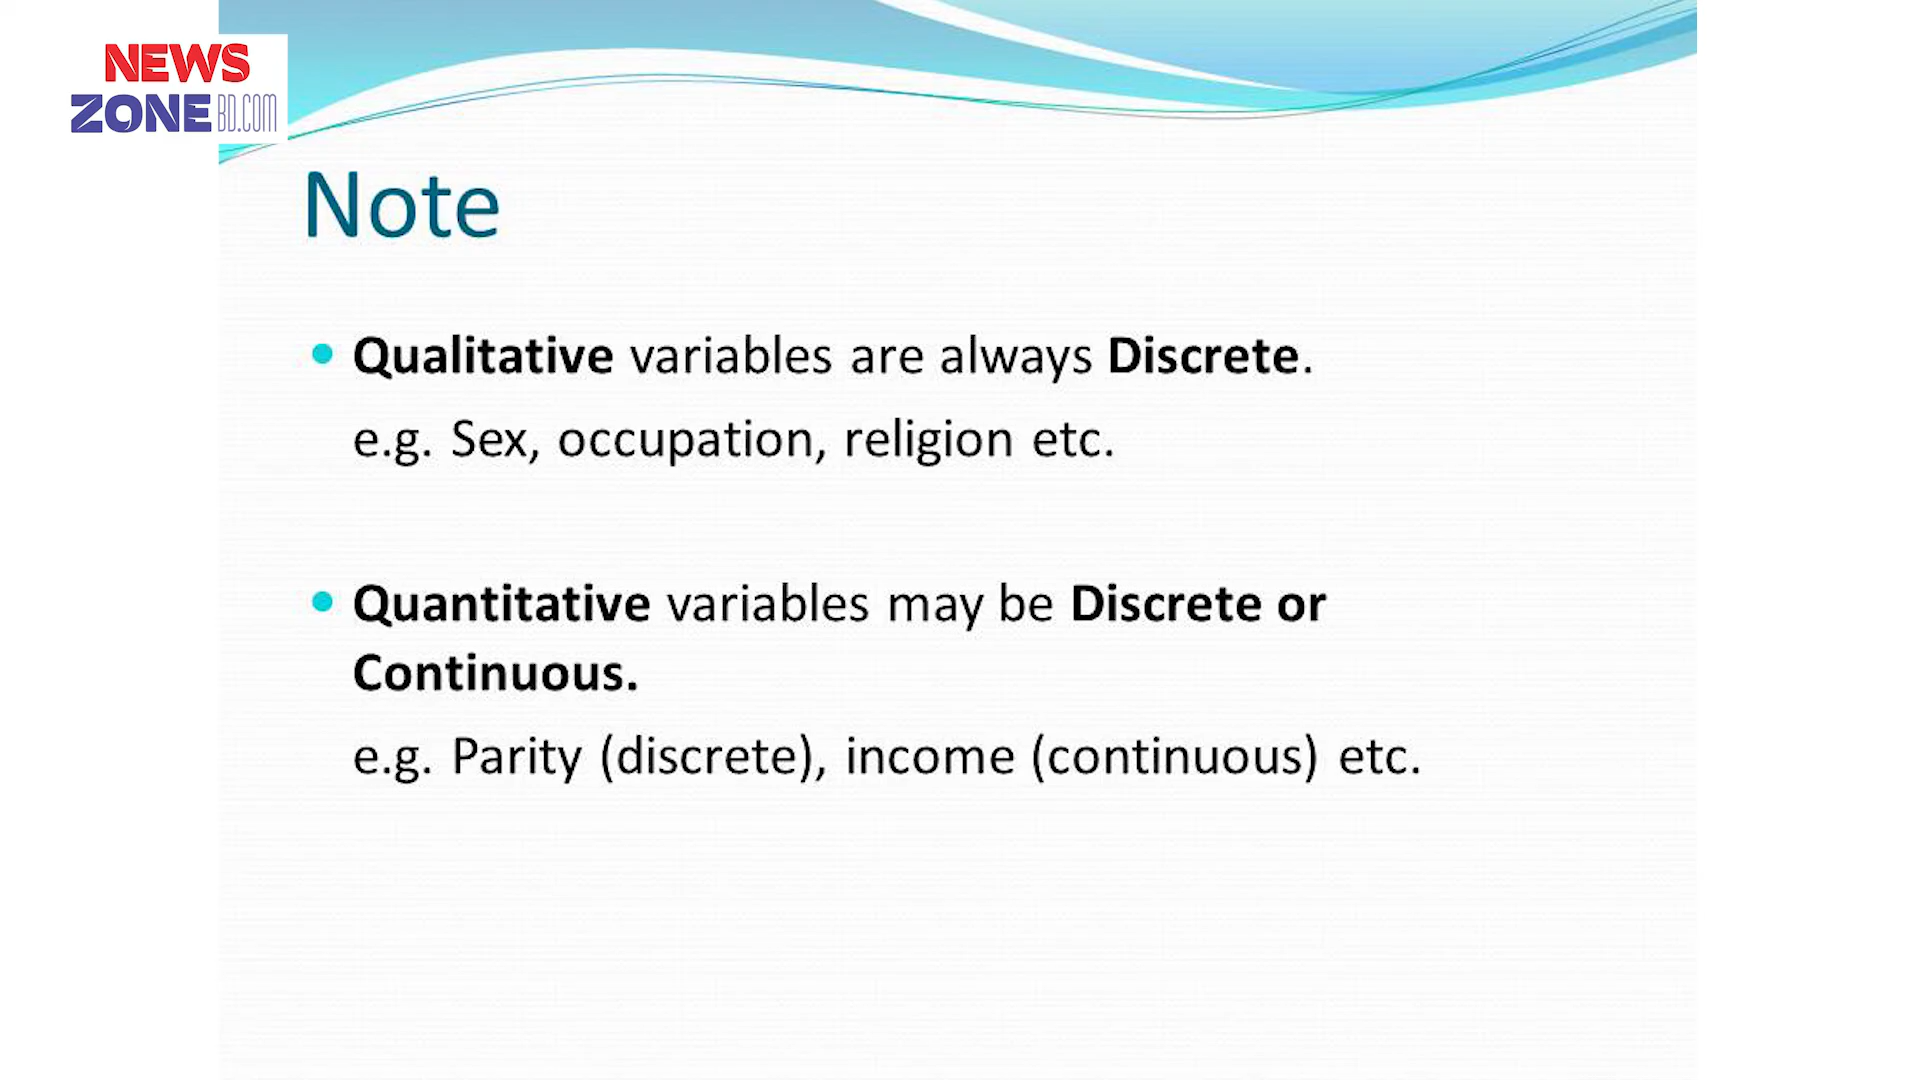 NEWS
ZONE BD.COM
Note
Qualitative variables are always Discrete.
e.g. Sex, occupation, religion etc.
Quantitative variables may be Discrete or
Continuous.
e.g. Parity (discrete), income (continuous) etc.